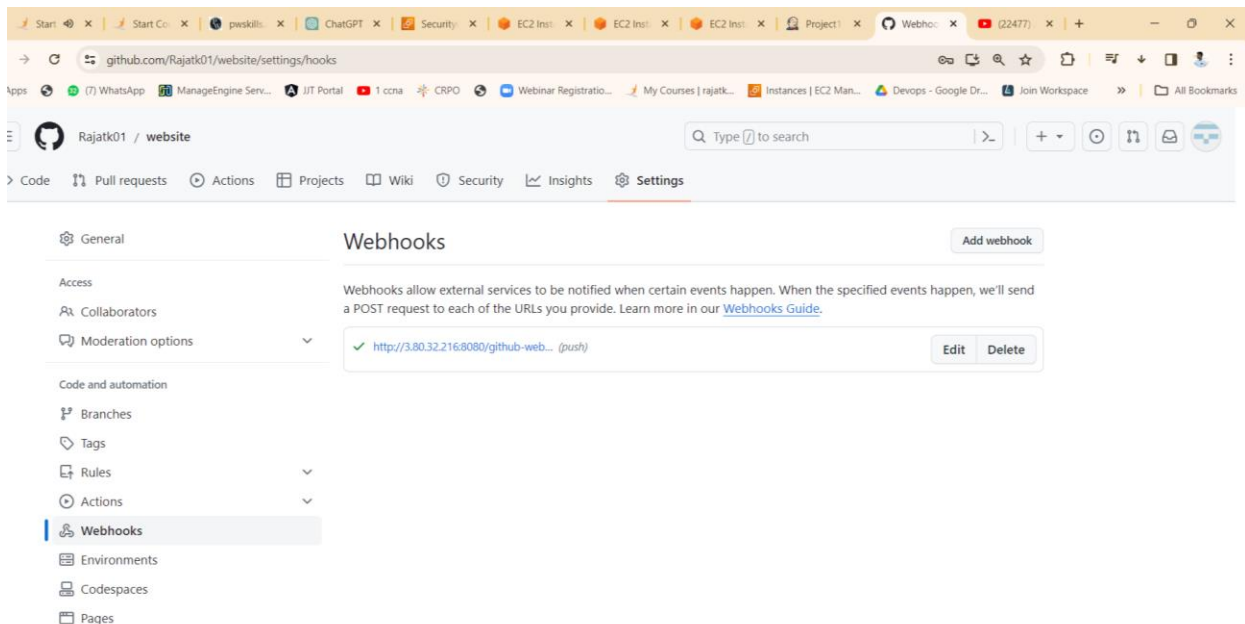 Start
Start Co
pwskills.
ChatGPT
Security
EC2 Inst
EC2 Inst
EC2 Inst
Project1
Webhoo
(22477)
github.com/Rajatk01/website/settings/hooks
Apps
(7) WhatsApp
ManageEngine Serv...
JJT Portal
1 ccna
CRPO
Webinar Registratio...
My Courses | rajatk...
Instances | EC2 Man...
Devops - Google Dr...
Join Workspace
»
All Bookmarks
Rajatk01 / website
Type / to search
Code
Pull requests
Actions
Projects
Wiki
Security
Insights
Settings
General
Access
Collaborators
Moderation options
Code and automation
Branches
Tags
Rules
Actions
Webhooks
Environments
Codespaces
Pages
Webhooks
Add webhook
Webhooks allow external services to be notified when certain events happen. When the specified events happen, we'll send
a POST request to each of the URLs you provide. Learn more in our Webhooks Guide.
http://3.80.32.216:8080/github-web... (push)
Edit
Delete